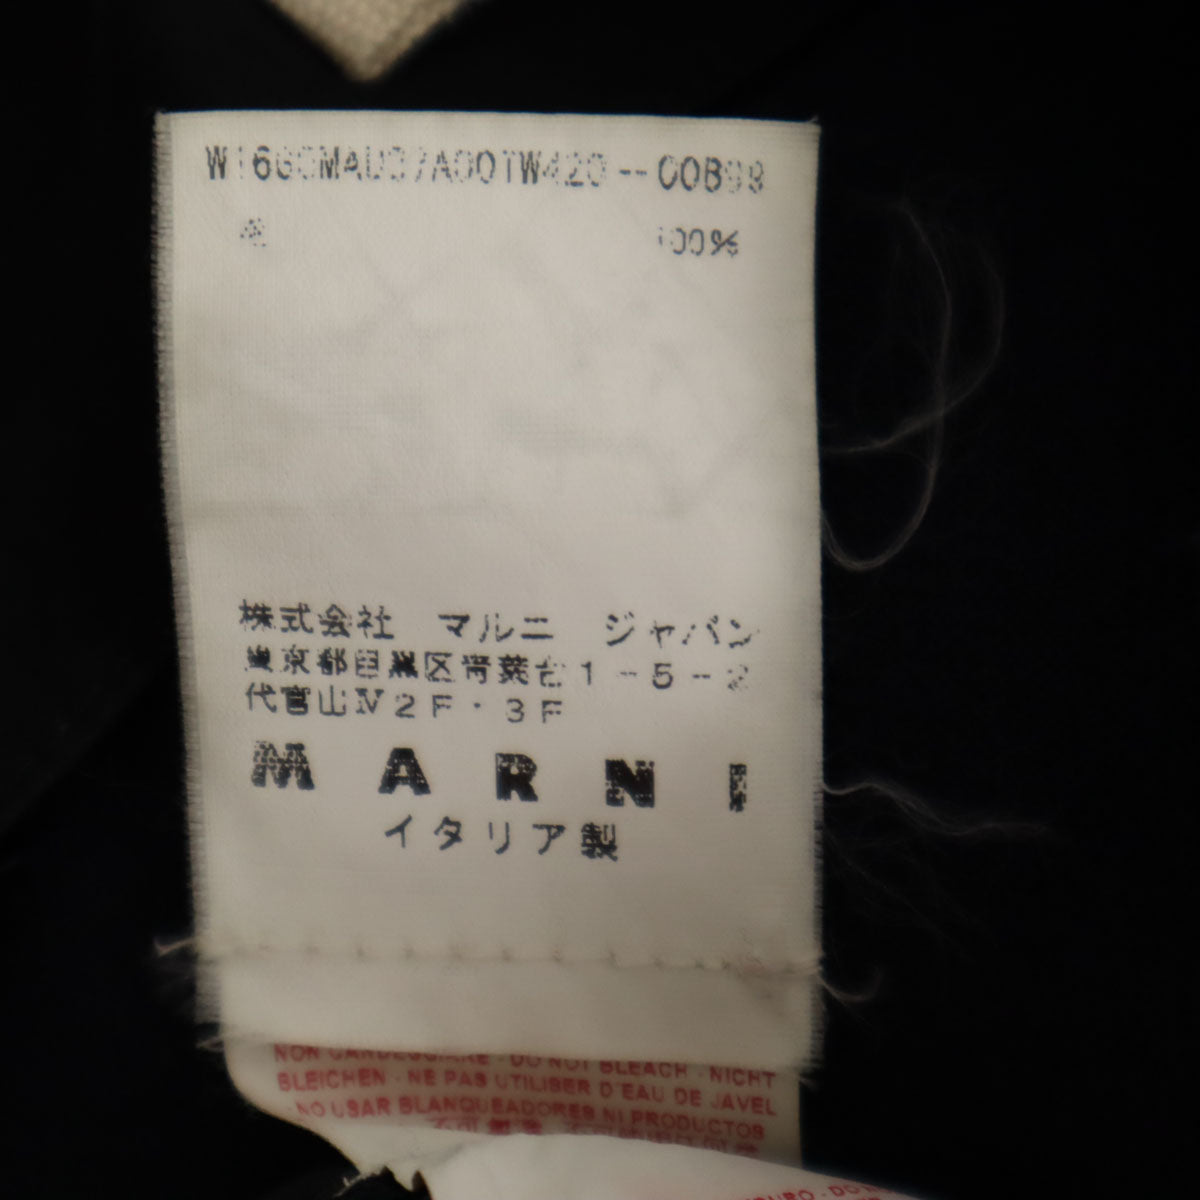 100%
株式会社 マルニ ジャパン
東京都目黒区青葉台1-5-2
代官山Ⅳ2F・3F
MARNI
イタリア製
NON CANDEGGIARE · DO NOT BLEACH · NICHT
BLEICHEN · NE PAS UTILISER D'EAU DE JAVEL
· NO USAR BLANQUEADORES NI PRODUCTOS